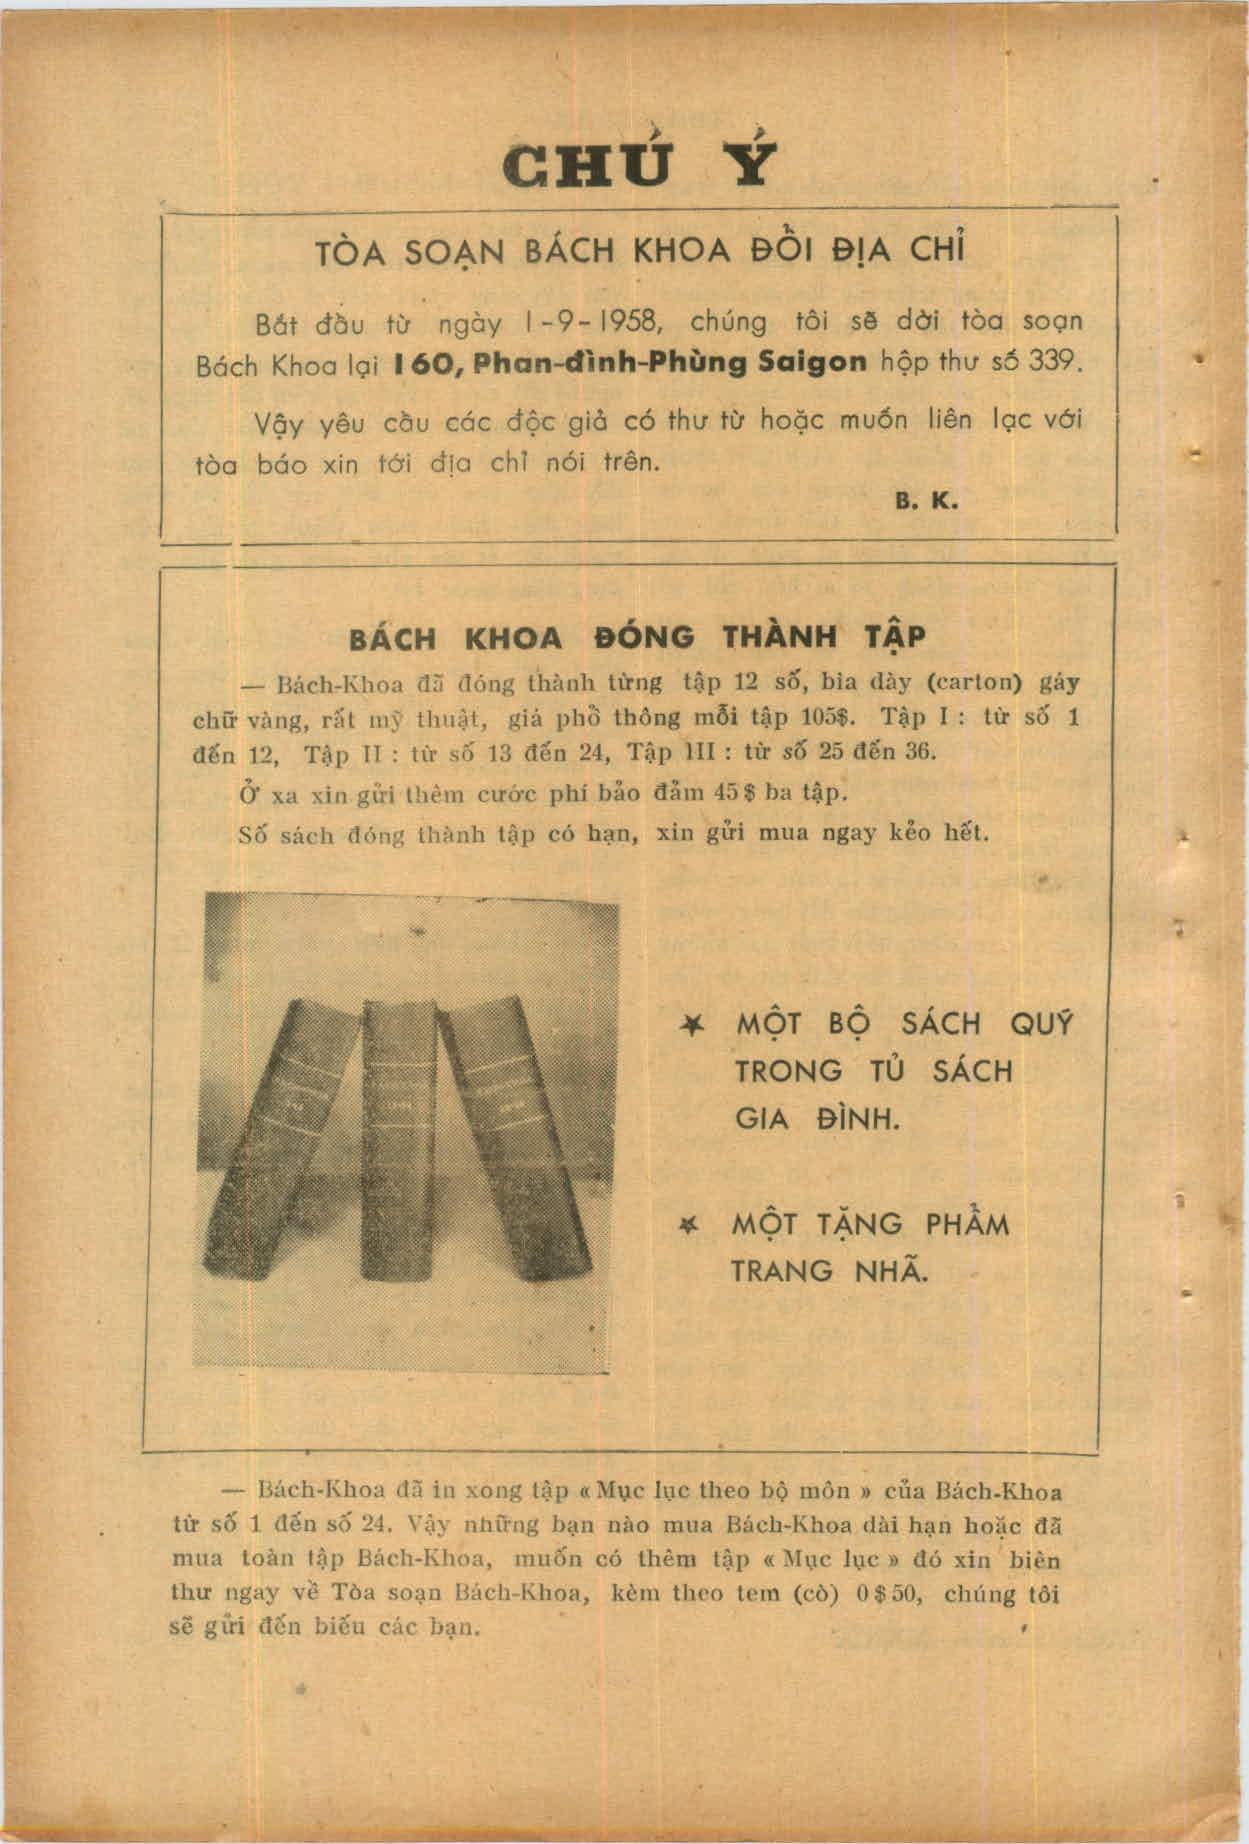 CHÚ Ý
TÒA SOẠN BÁCH KHOA ĐỔI ĐỊA CHỈ
Bắt đầu từ ngày 1-9-1958, chúng tôi sẽ dời tòa soạn
Bách Khoa lại 160, Phan-đình-Phùng Saigon hộp thư số 339.
Vậy yêu cầu các độc giả có thư từ hoặc muốn liên lạc với
tòa báo xin tới địa chỉ nói trên.
B. K.
BÁCH KHOA ĐÓNG THÀNH TẬP
— Bách-Khoa đã đóng thành từng tập 12 số, bìa dày (carton) gáy
chữ vàng, rất mỹ thuật, giá phổ thông mỗi tập 105$. Tập I : từ số 1
đến 12, Tập II : từ số 13 đến 24, Tập III : từ số 25 đến 36.
Ở xa xin gửi thêm cước phí bảo đảm 45$ ba tập.
Số sách đóng thành tập có hạn, xin gửi mua ngay kẻo hết.
★ MỘT BỘ SÁCH QUÝ
TRONG TỦ SÁCH
GIA ĐÌNH.
★ MỘT TẶNG PHẨM
TRANG NHÃ.
— Bách-Khoa đã in xong tập « Mục lục theo bộ môn » của Bách-Khoa
từ số 1 đến số 24. Vậy những bạn nào mua Bách-Khoa dài hạn hoặc đã
mua toàn tập Bách-Khoa, muốn có thêm tập « Mục lục » đó xin biên
thư ngay về Tòa soạn Bách-Khoa, kèm theo tem (cò) 0$50, chúng tôi
sẽ gửi đến biếu các bạn.